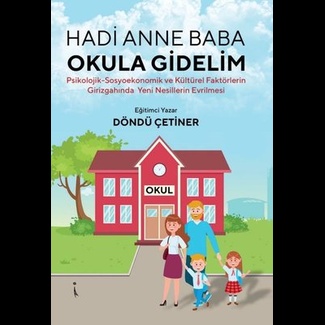 HADİ ANNE BABA
OKULA GİDELİM
Psikolojik-Sosyoekonomik ve Kültürel Faktörlerin
Girizgahında Yeni Nesillerin Evrilmesi
Eğitimci Yazar
DÖNDÜ ÇETİNER
OKUL